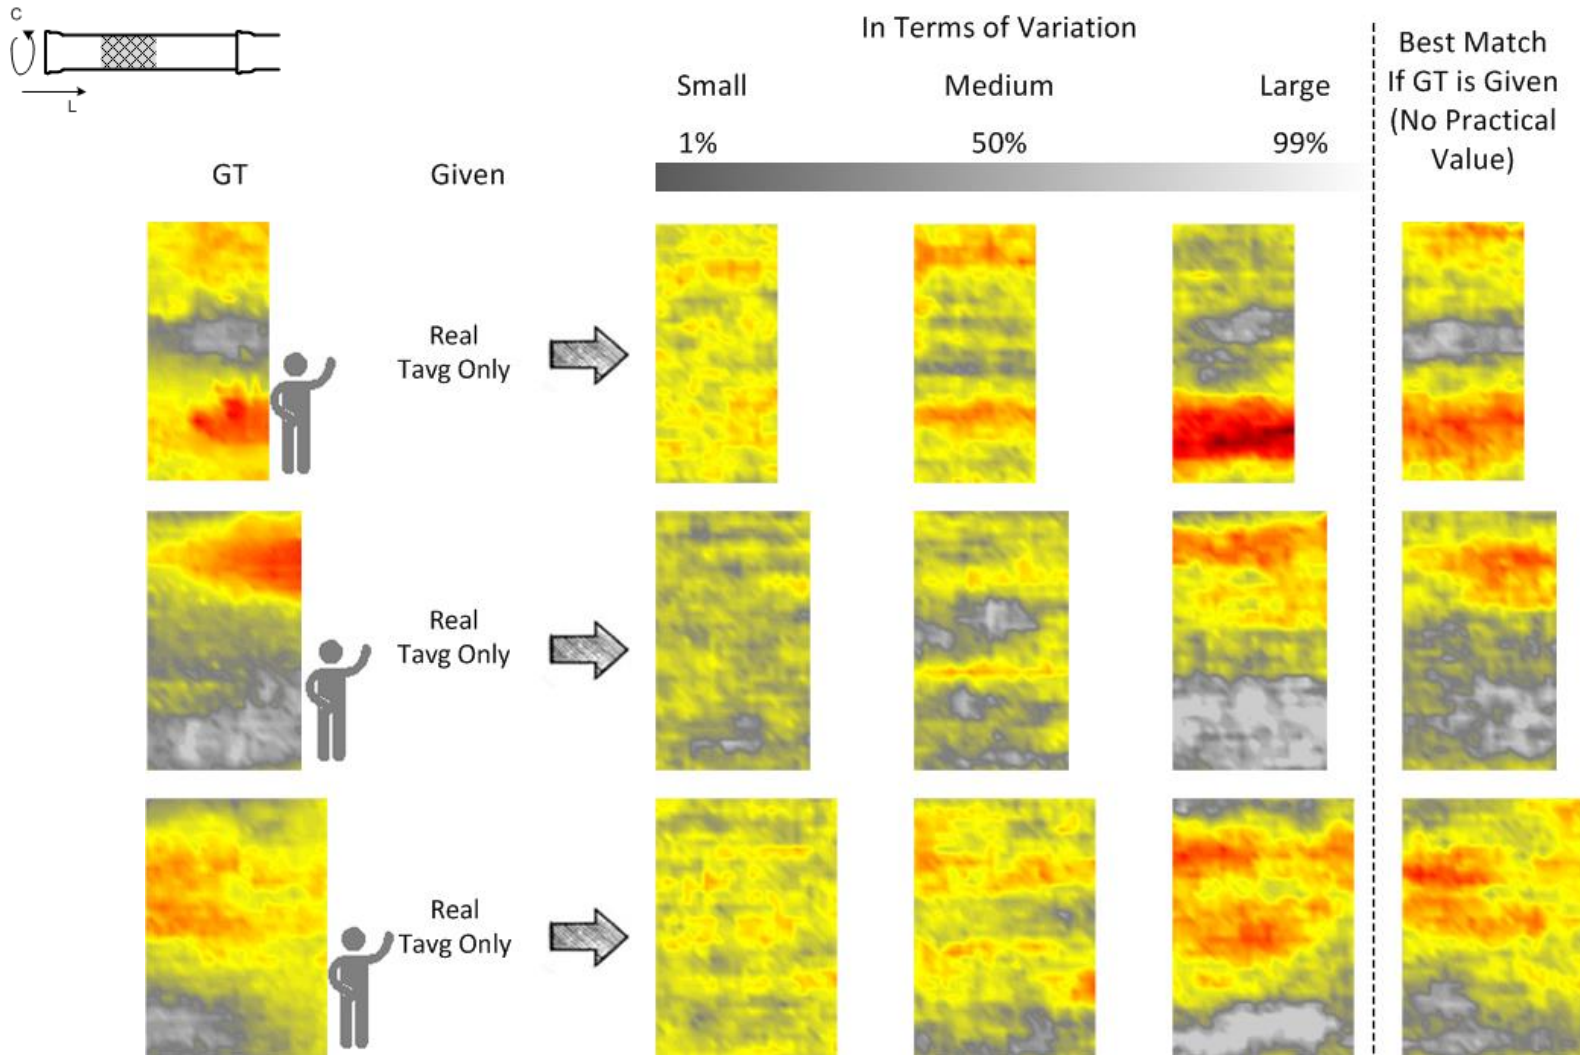 C
L
In Terms of Variation
Small Medium Large
1% 50% 99%
Best Match
If GT is Given
(No Practical
Value)
GT Given
Real
Tavg Only
Real
Tavg Only
Real
Tavg Only